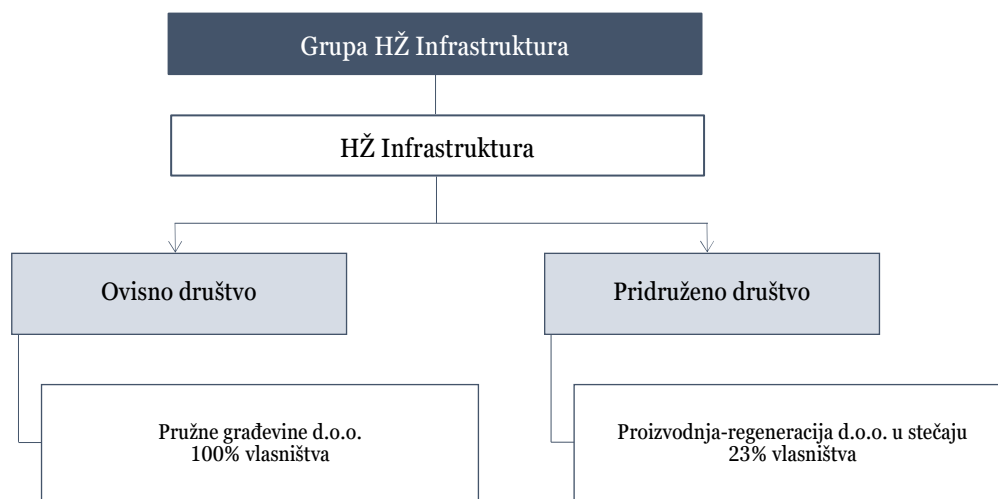 Grupa HŽ Infrastruktura
HŽ Infrastruktura
Ovisno društvo
Pridruženo društvo
Pružne građevine d.o.o.
100% vlasništva
Proizvodnja-regeneracija d.o.o. u stečaju
23% vlasništva